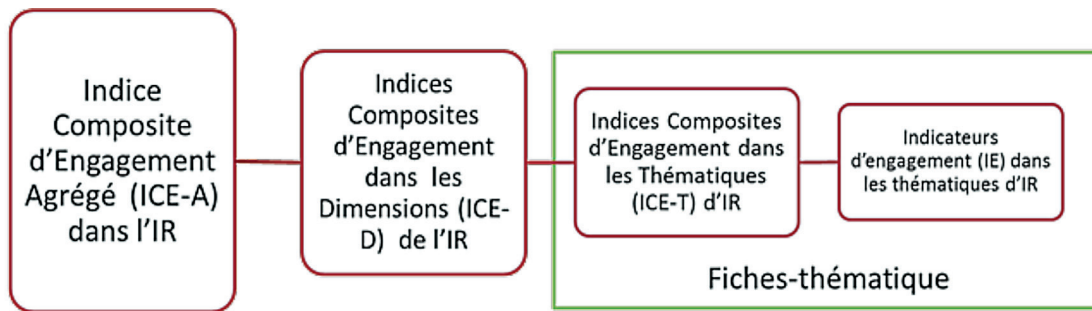 Indice
Composite
d'Engagement
Agrégé (ICE-A)
dans l'IR
Indices
Composites
d'Engagement
dans les
Dimensions (ICE-
D) de l'IR
Indices Composites
d'Engagement dans
les Thématiques
(ICE-T) d'IR
Indicateurs
d'engagement (IE) dans
les thématiques d'IR
Fiches-thématique